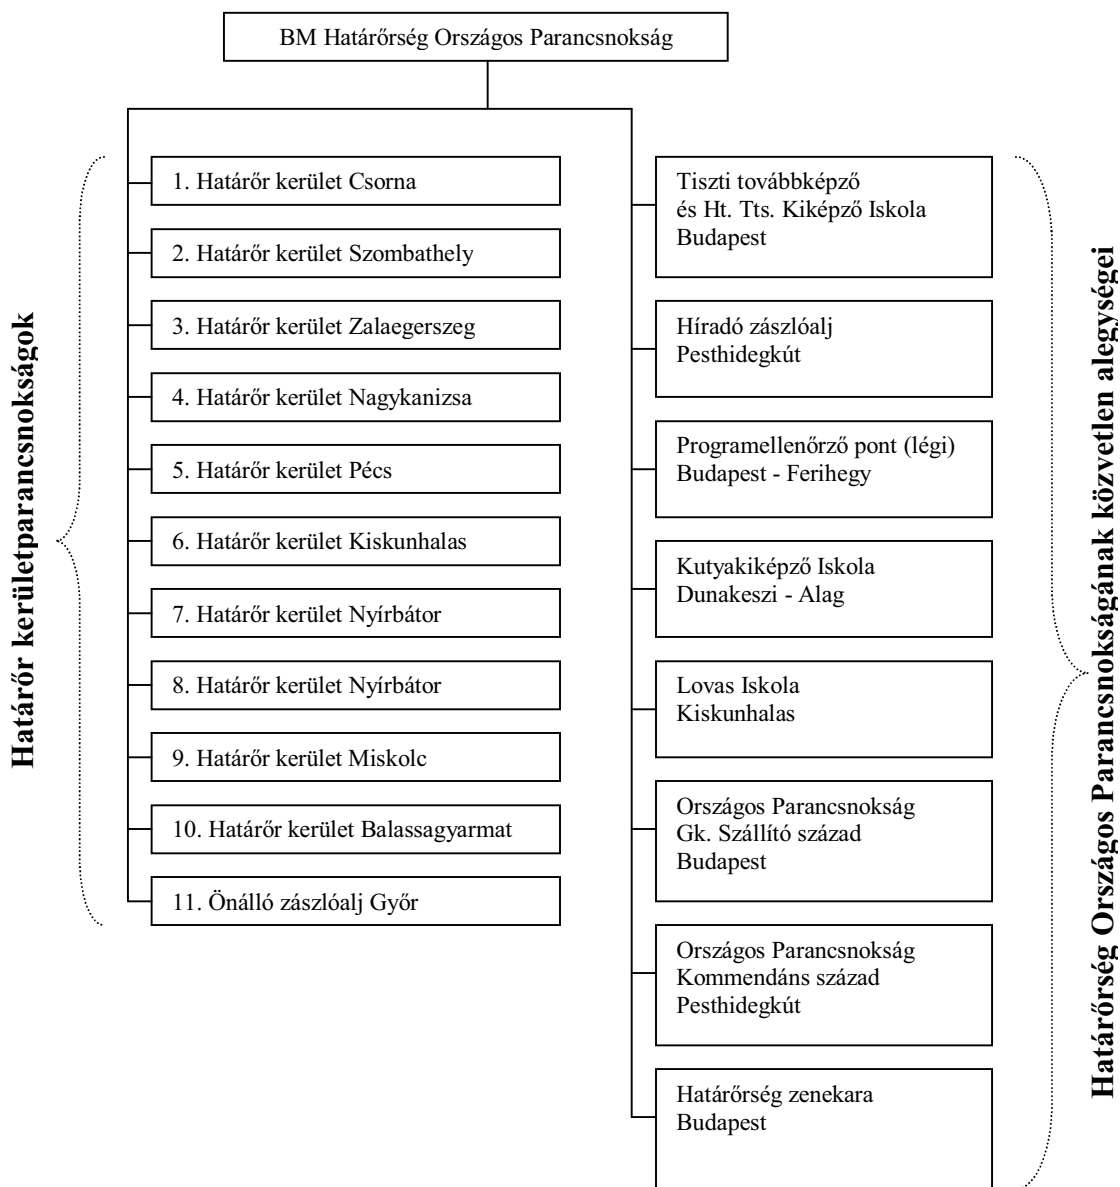 BM Határőrség Országos Parancsnokság
Határőr kerületparancsnokságok
1. Határőr kerület Csorna
2. Határőr kerület Szombathely
3. Határőr kerület Zalaegerszeg
4. Határőr kerület Nagykanizsa
5. Határőr kerület Pécs
6. Határőr kerület Kiskunhalas
7. Határőr kerület Nyírbátor
8. Határőr kerület Nyírbátor
9. Határőr kerület Miskolc
10. Határőr kerület Balassagyarmat
11. Önálló zászlóalj Győr
Tiszti továbbképző
és Ht. Tts. Kiképző Iskola
Budapest
Híradó zászlóalj
Pesthidegkút
Programellenőrző pont (légi)
Budapest - Ferihegy
Kutyakiképző Iskola
Dunakeszi - Alag
Lovas Iskola
Kiskunhalas
Országos Parancsnokság
Gk. Szállító század
Budapest
Országos Parancsnokság
Kommendáns század
Pesthidegkút
Határőrség zenekara
Budapest
Határőrség Országos Parancsnokságának közvetlen alegységei